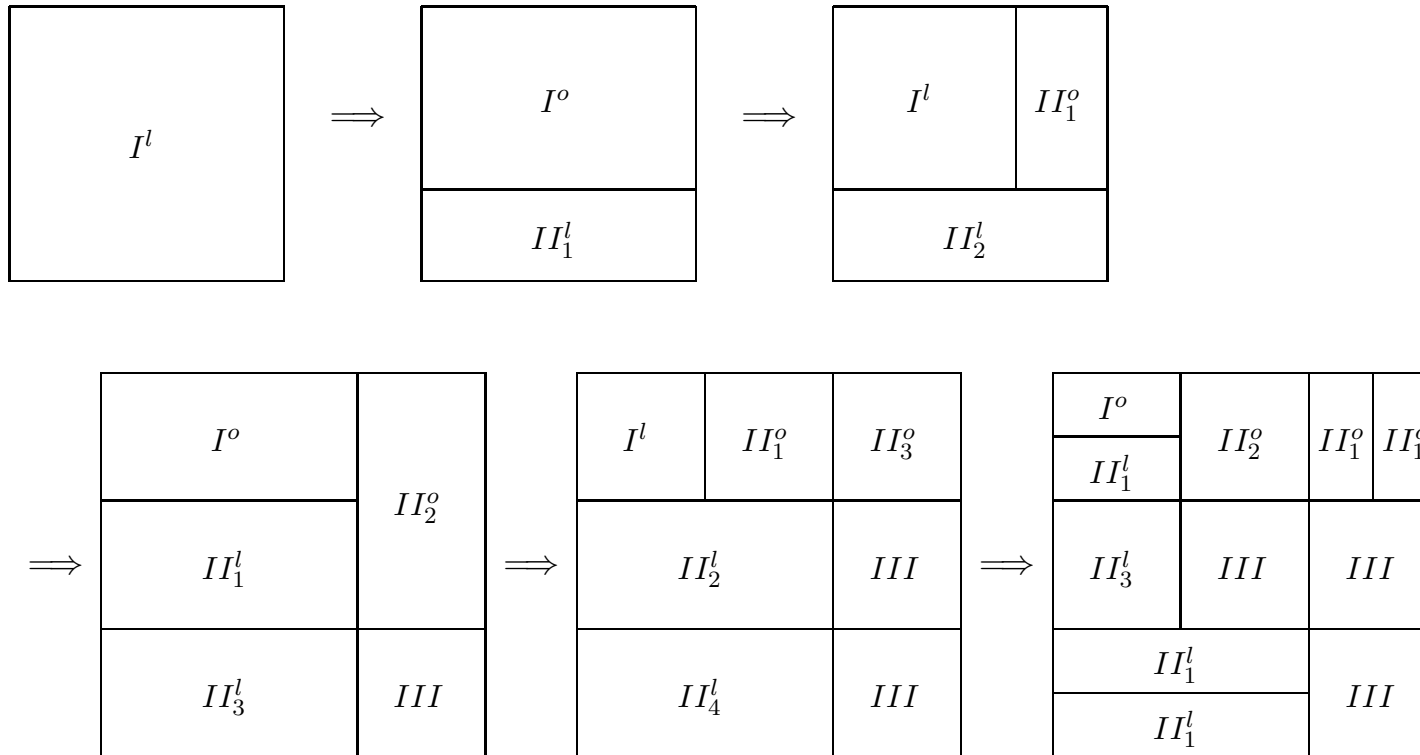 I^l ⟹ I^o ⟹ I^l II_1^o
II_1^l II_2^l
I^o I^l II_1^o II_3^o I^o II_2^o II_1^o II_1^o
II_2^o II_1^l
⟹ II_1^l ⟹ II_2^l III ⟹ II_3^l III III
II_3^l III II_4^l III II_1^l III
II_1^l